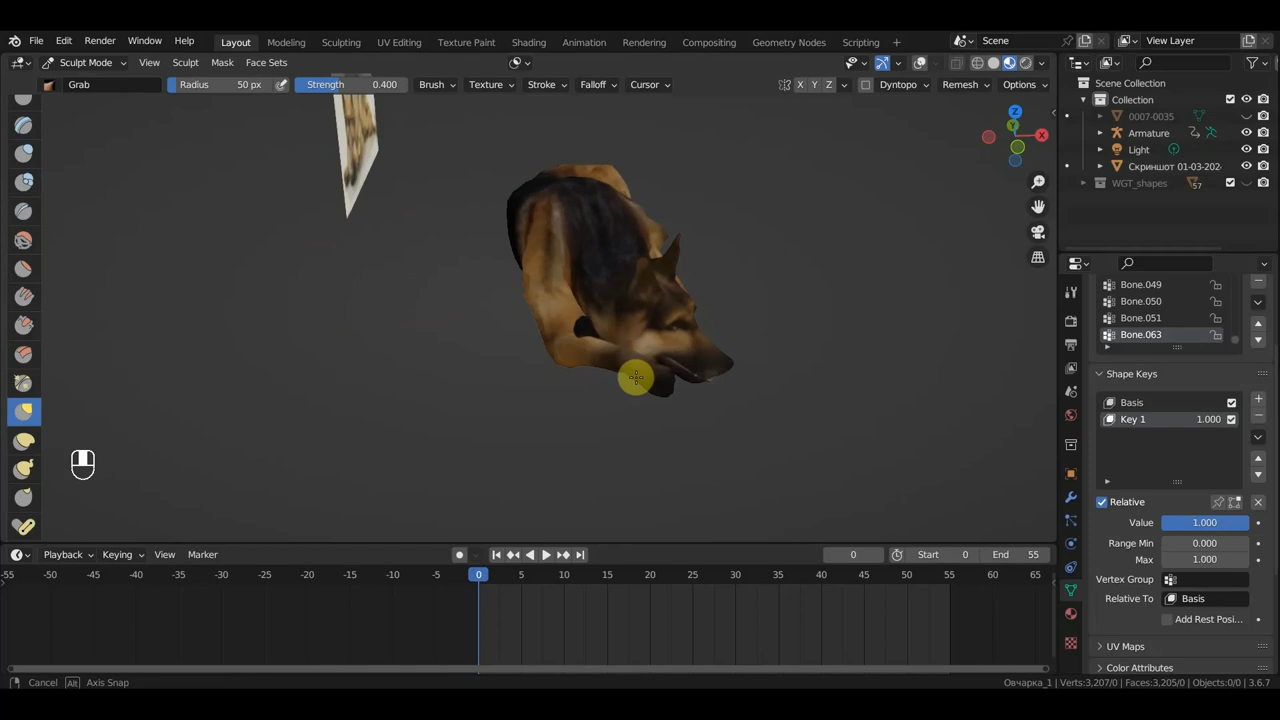 File Edit Render Window Help Layout Modeling Sculpting UV Editing Texture Paint Shading Animation Rendering Compositing Geometry Nodes Scripting + Scene View Layer
Sculpt Mode View Sculpt Mask Face Sets
Grab Radius 50 px Strength 0.400 Brush Texture Stroke Falloff Cursor X Y Z Dyntopo Remesh Options
Z
Y
X
Scene Collection
Collection
0007-0035
Armature
Light
Скриншот 01-03-202
WGT_shapes 57
Bone.049
Bone.050
Bone.051
Bone.063
Shape Keys
Basis
Key 1 1.000
Relative
Value 1.000
Range Min 0.000
Max 1.000
Vertex Group
Relative To Basis
Add Rest Posi...
UV Maps
Color Attributes
Playback Keying View Marker 0 Start 0 End 55
-55 -50 -45 -40 -35 -30 -25 -20 -15 -10 -5 0 5 10 15 20 25 30 35 40 45 50 55 60 65
Cancel Alt Axis Snap Овчарка_1 | Verts:3,207/0 | Faces:3,205/0 | Objects:0/0 | 3.6.7